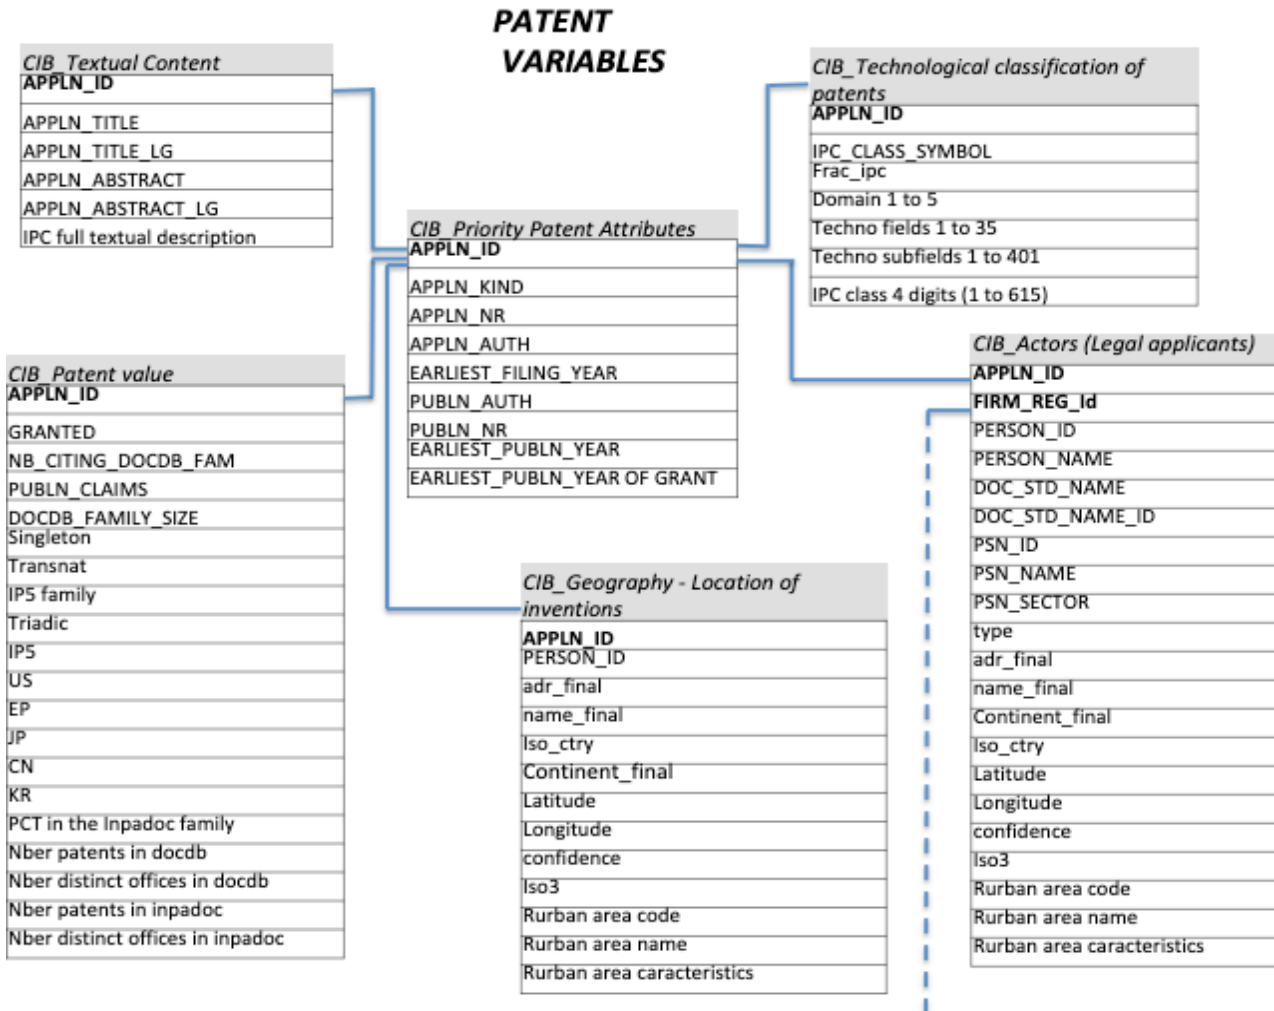 PATENT
VARIABLES
CIB_Textual Content
APPLN_ID
APPLN_TITLE
APPLN_TITLE_LG
APPLN_ABSTRACT
APPLN_ABSTRACT_LG
IPC full textual description
CIB_Technological classification of
patents
APPLN_ID
IPC_CLASS_SYMBOL
Frac_ipc
Domain 1 to 5
Techno fields 1 to 35
Techno subfields 1 to 401
IPC class 4 digits (1 to 615)
CIB_Priority Patent Attributes
APPLN_ID
APPLN_KIND
APPLN_NR
APPLN_AUTH
EARLIEST_FILING_YEAR
PUBLN_AUTH
PUBLN_NR
EARLIEST_PUBLN_YEAR
EARLIEST_PUBLN_YEAR OF GRANT
CIB_Patent value
APPLN_ID
GRANTED
NB_CITING_DOCDB_FAM
PUBLN_CLAIMS
DOCDB_FAMILY_SIZE
Singleton
Transnat
IP5 family
Triadic
IP5
US
EP
JP
CN
KR
PCT in the Inpadoc family
Nber patents in docdb
Nber distinct offices in docdb
Nber patents in inpadoc
Nber distinct offices in inpadoc
CIB_Geography - Location of
inventions
APPLN_ID
PERSON_ID
adr_final
name_final
Iso_ctry
Continent_final
Latitude
Longitude
confidence
Iso3
Rurban area code
Rurban area name
Rurban area caracteristics
CIB_Actors (Legal applicants)
APPLN_ID
FIRM_REG_Id
PERSON_ID
PERSON_NAME
DOC_STD_NAME
DOC_STD_NAME_ID
PSN_ID
PSN_NAME
PSN_SECTOR
type
adr_final
name_final
Continent_final
Iso_ctry
Latitude
Longitude
confidence
Iso3
Rurban area code
Rurban area name
Rurban area caracteristics